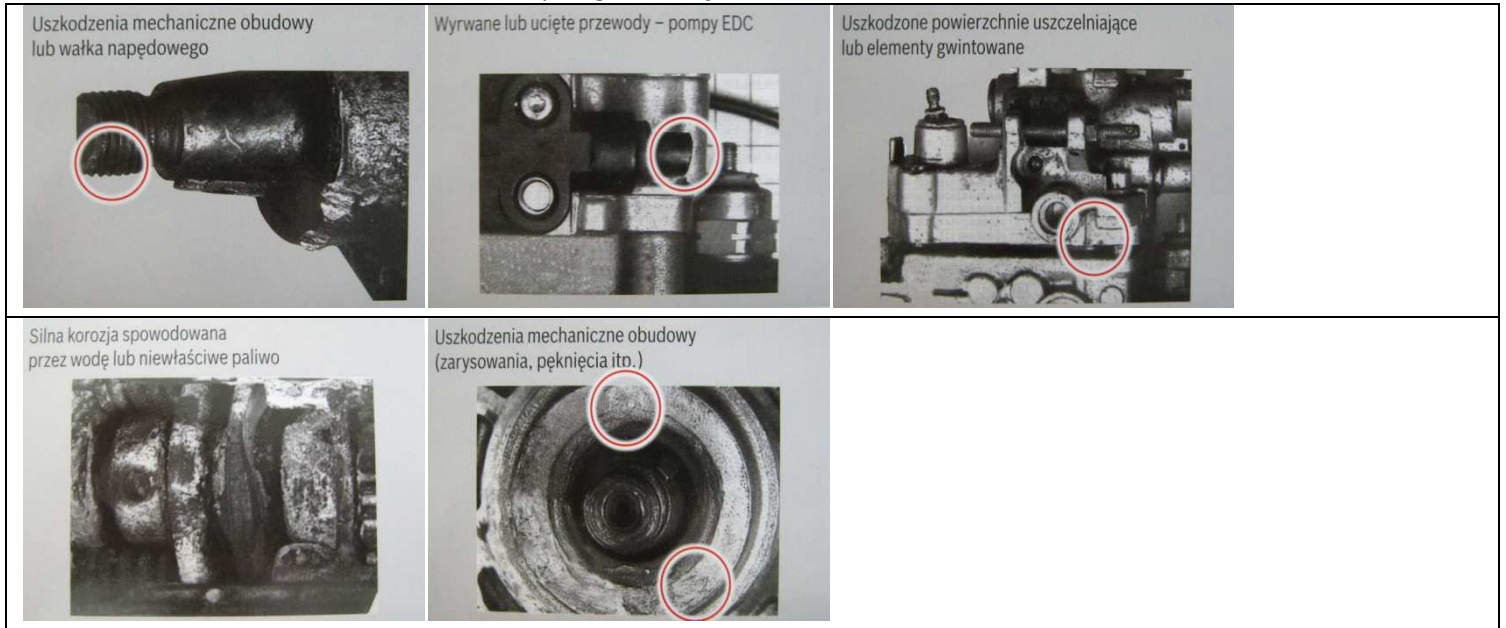 Uszkodzenia mechaniczne obudowy
lub wałka napędowego
Wyrwane lub ucięte przewody – pompy EDC
Uszkodzone powierzchnie uszczelniające
lub elementy gwintowane
Silna korozja spowodowana
przez wodę lub niewłaściwe paliwo
Uszkodzenia mechaniczne obudowy
(zarysowania, pęknięcia itp.)